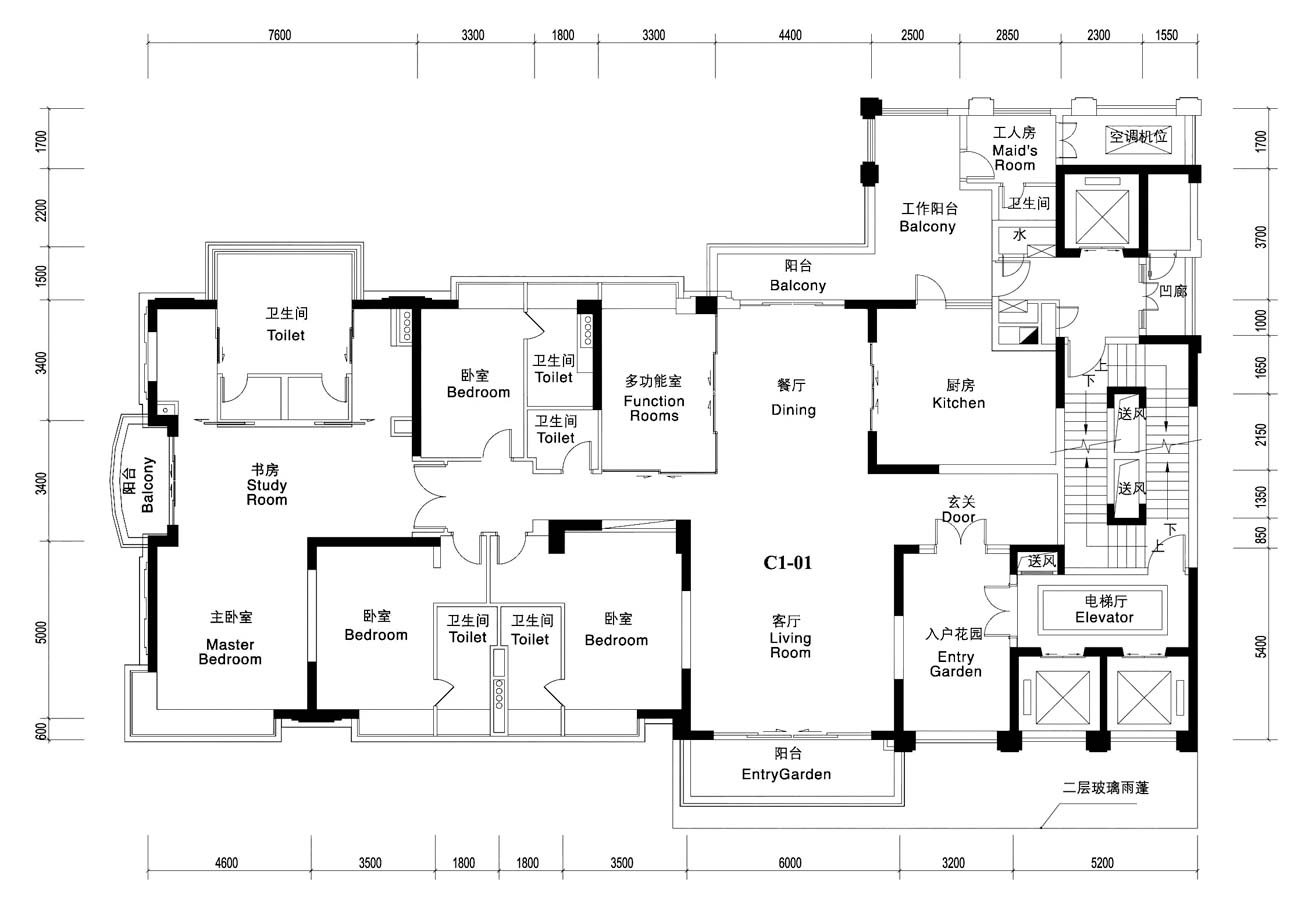 7600
3300
1800
3300
4400
2500
2850
2300
1550
1700
2200
1500
3400
3400
5000
600
1700
3700
1000
1650
2150
1350
850
5400
工人房
Maid's
Room
空调机位
卫生间
工作阳台
Balcony
水
阳台
Balcony
凹廊
卫生间
Toilet
卧室
Bedroom
卫生间
Toilet
卫生间
Toilet
多功能室
Function
Rooms
餐厅
Dining
厨房
Kitchen
上
下
送风
送风
阳台
Balcony
书房
Study
Room
玄关
Door
下
上
C1-01
送风
主卧室
Master
Bedroom
卧室
Bedroom
卫生间
Toilet
卫生间
Toilet
卧室
Bedroom
客厅
Living
Room
入户花园
Entry
Garden
电梯厅
Elevator
阳台
EntryGarden
二层玻璃雨蓬
4600
3500
1800
1800
3500
6000
3200
5200